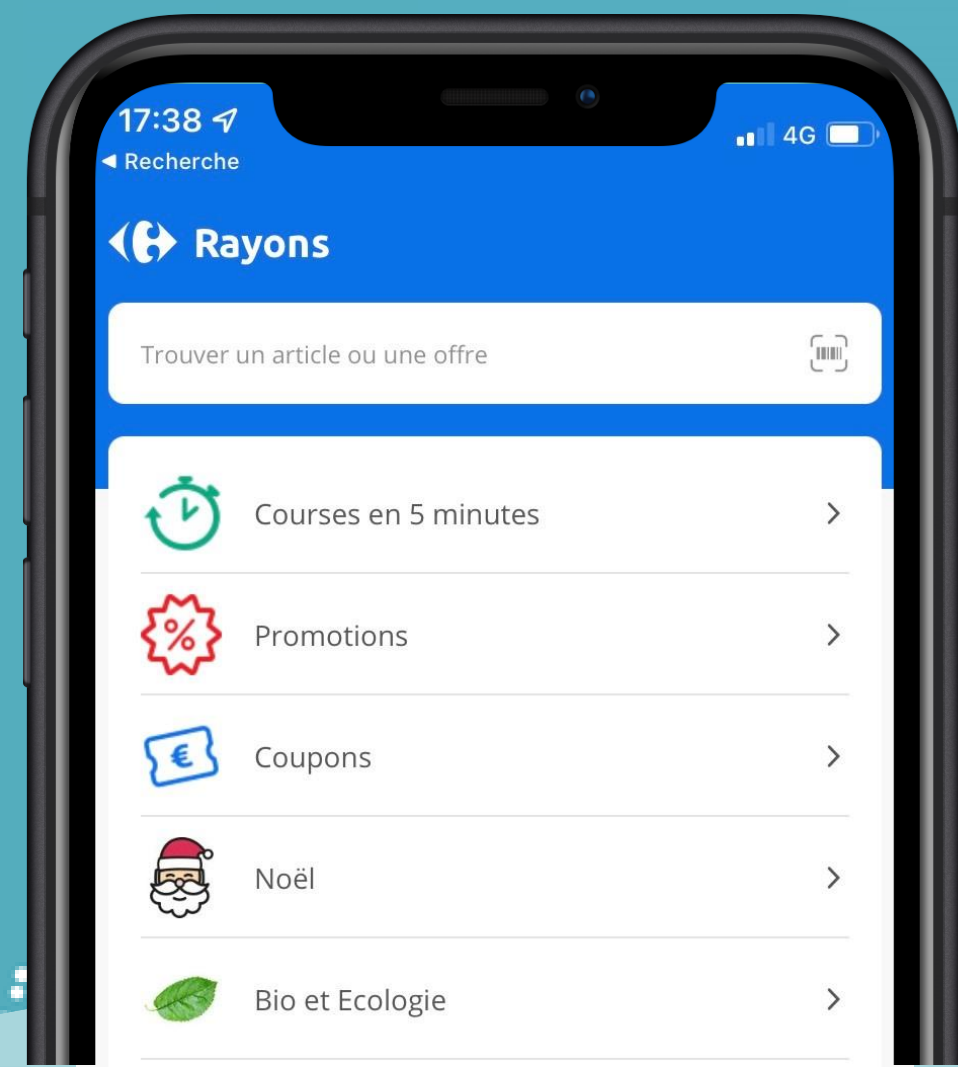 17:38
4G
◀ Recherche
Rayons
Trouver un article ou une offre
Courses en 5 minutes
%
Promotions
€
Coupons
Noël
Bio et Ecologie